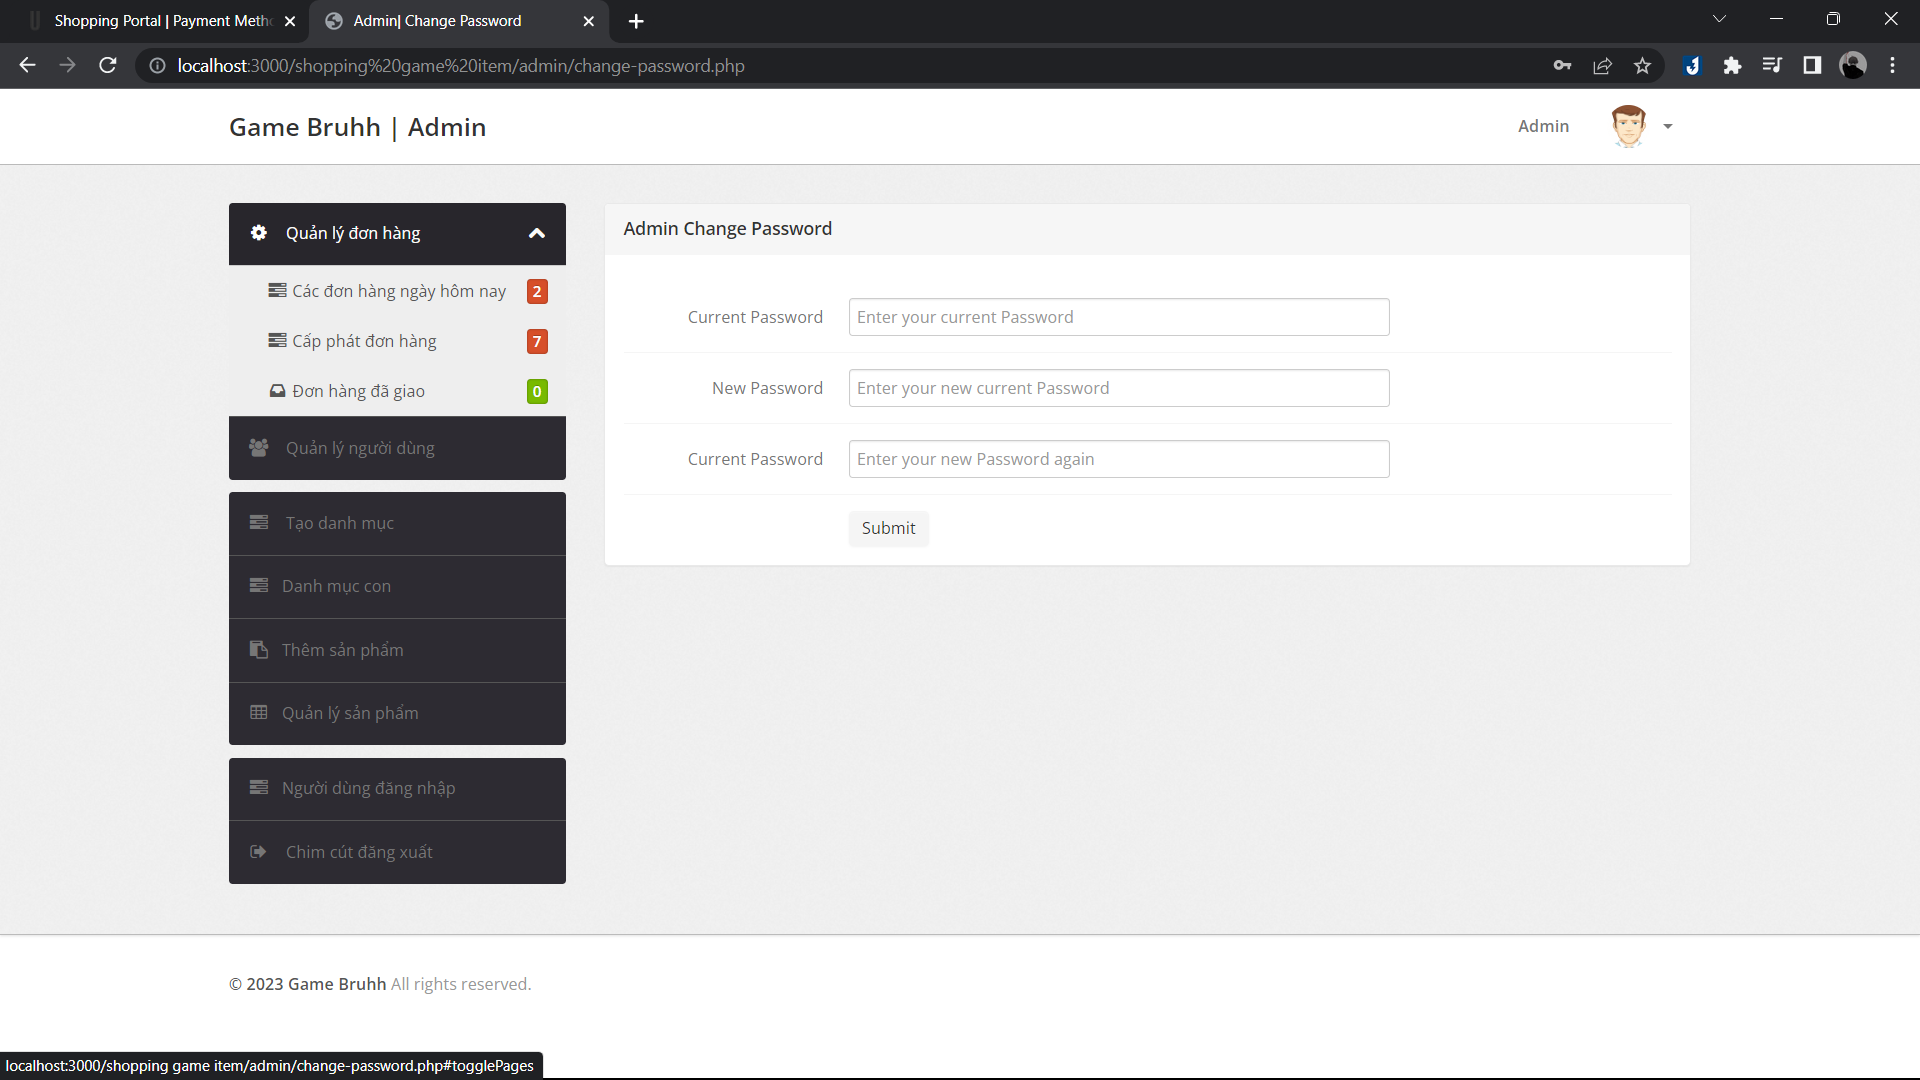 Shopping Portal | Payment Meth
Admin| Change Password
localhost:3000/shopping%20game%20item/admin/change-password.php
Game Bruhh | Admin
Admin
Quản lý đơn hàng
Các đơn hàng ngày hôm nay 2
Cấp phát đơn hàng 7
Đơn hàng đã giao 0
Quản lý người dùng
Tạo danh mục
Danh mục con
Thêm sản phẩm
Quản lý sản phẩm
Người dùng đăng nhập
Chim cút đăng xuất
Admin Change Password
Current Password Enter your current Password
New Password Enter your new current Password
Current Password Enter your new Password again
Submit
© 2023 Game Bruhh All rights reserved.
localhost:3000/shopping game item/admin/change-password.php#togglePages